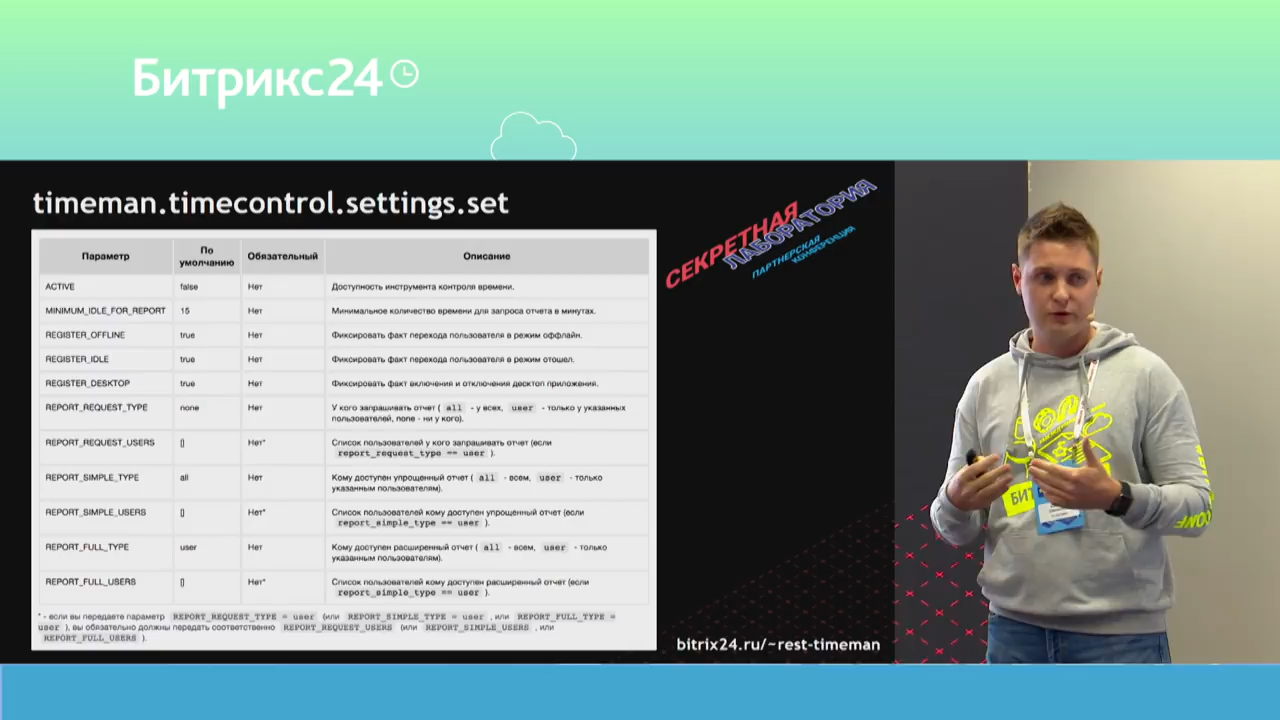 Битрикс24
timeman.timecontrol.settings.set
СЕКРЕТНАЯ
ЛАБОРАТОРИЯ
ПАРТНЕРСКАЯ
КОНФЕРЕНЦИЯ
Параметр По умолчанию Обязательный Описание
ACTIVE false Нет Доступность инструмента контроля времени.
MINIMUM_IDLE_FOR_REPORT 15 Нет Минимальное количество времени для запроса отчета в минутах.
REGISTER_OFFLINE true Нет Фиксировать факт перехода пользователя в режим оффлайн.
REGISTER_IDLE true Нет Фиксировать факт перехода пользователя в режим отошел.
REGISTER_DESKTOP true Нет Фиксировать факт включения и отключения десктоп приложения.
REPORT_REQUEST_TYPE none Нет У кого запрашивать отчет ( all - у всех, user - только у указанных
пользователей, none - ни у кого).
REPORT_REQUEST_USERS [] Нет* Список пользователей у кого запрашивать отчет (если
report_request_type == user ).
REPORT_SIMPLE_TYPE all Нет Кому доступен упрощенный отчет ( all - всем, user - только
указанным пользователям).
REPORT_SIMPLE_USERS [] Нет* Список пользователей кому доступен упрощенный отчет (если
report_simple_type == user ).
REPORT_FULL_TYPE user Нет Кому доступен расширенный отчет ( all - всем, user - только
указанным пользователям).
REPORT_FULL_USERS [] Нет* Список пользователей кому доступен расширенный отчет (если
report_simple_type == user ).
* - если вы передаете параметр REPORT_REQUEST_TYPE = user (или REPORT_SIMPLE_TYPE = user , или REPORT_FULL_TYPE =
user ), вы обязательно должны передать соответственно REPORT_REQUEST_USERS (или REPORT_SIMPLE_USERS , или
REPORT_FULL_USERS ).
bitrix24.ru/~rest-timeman